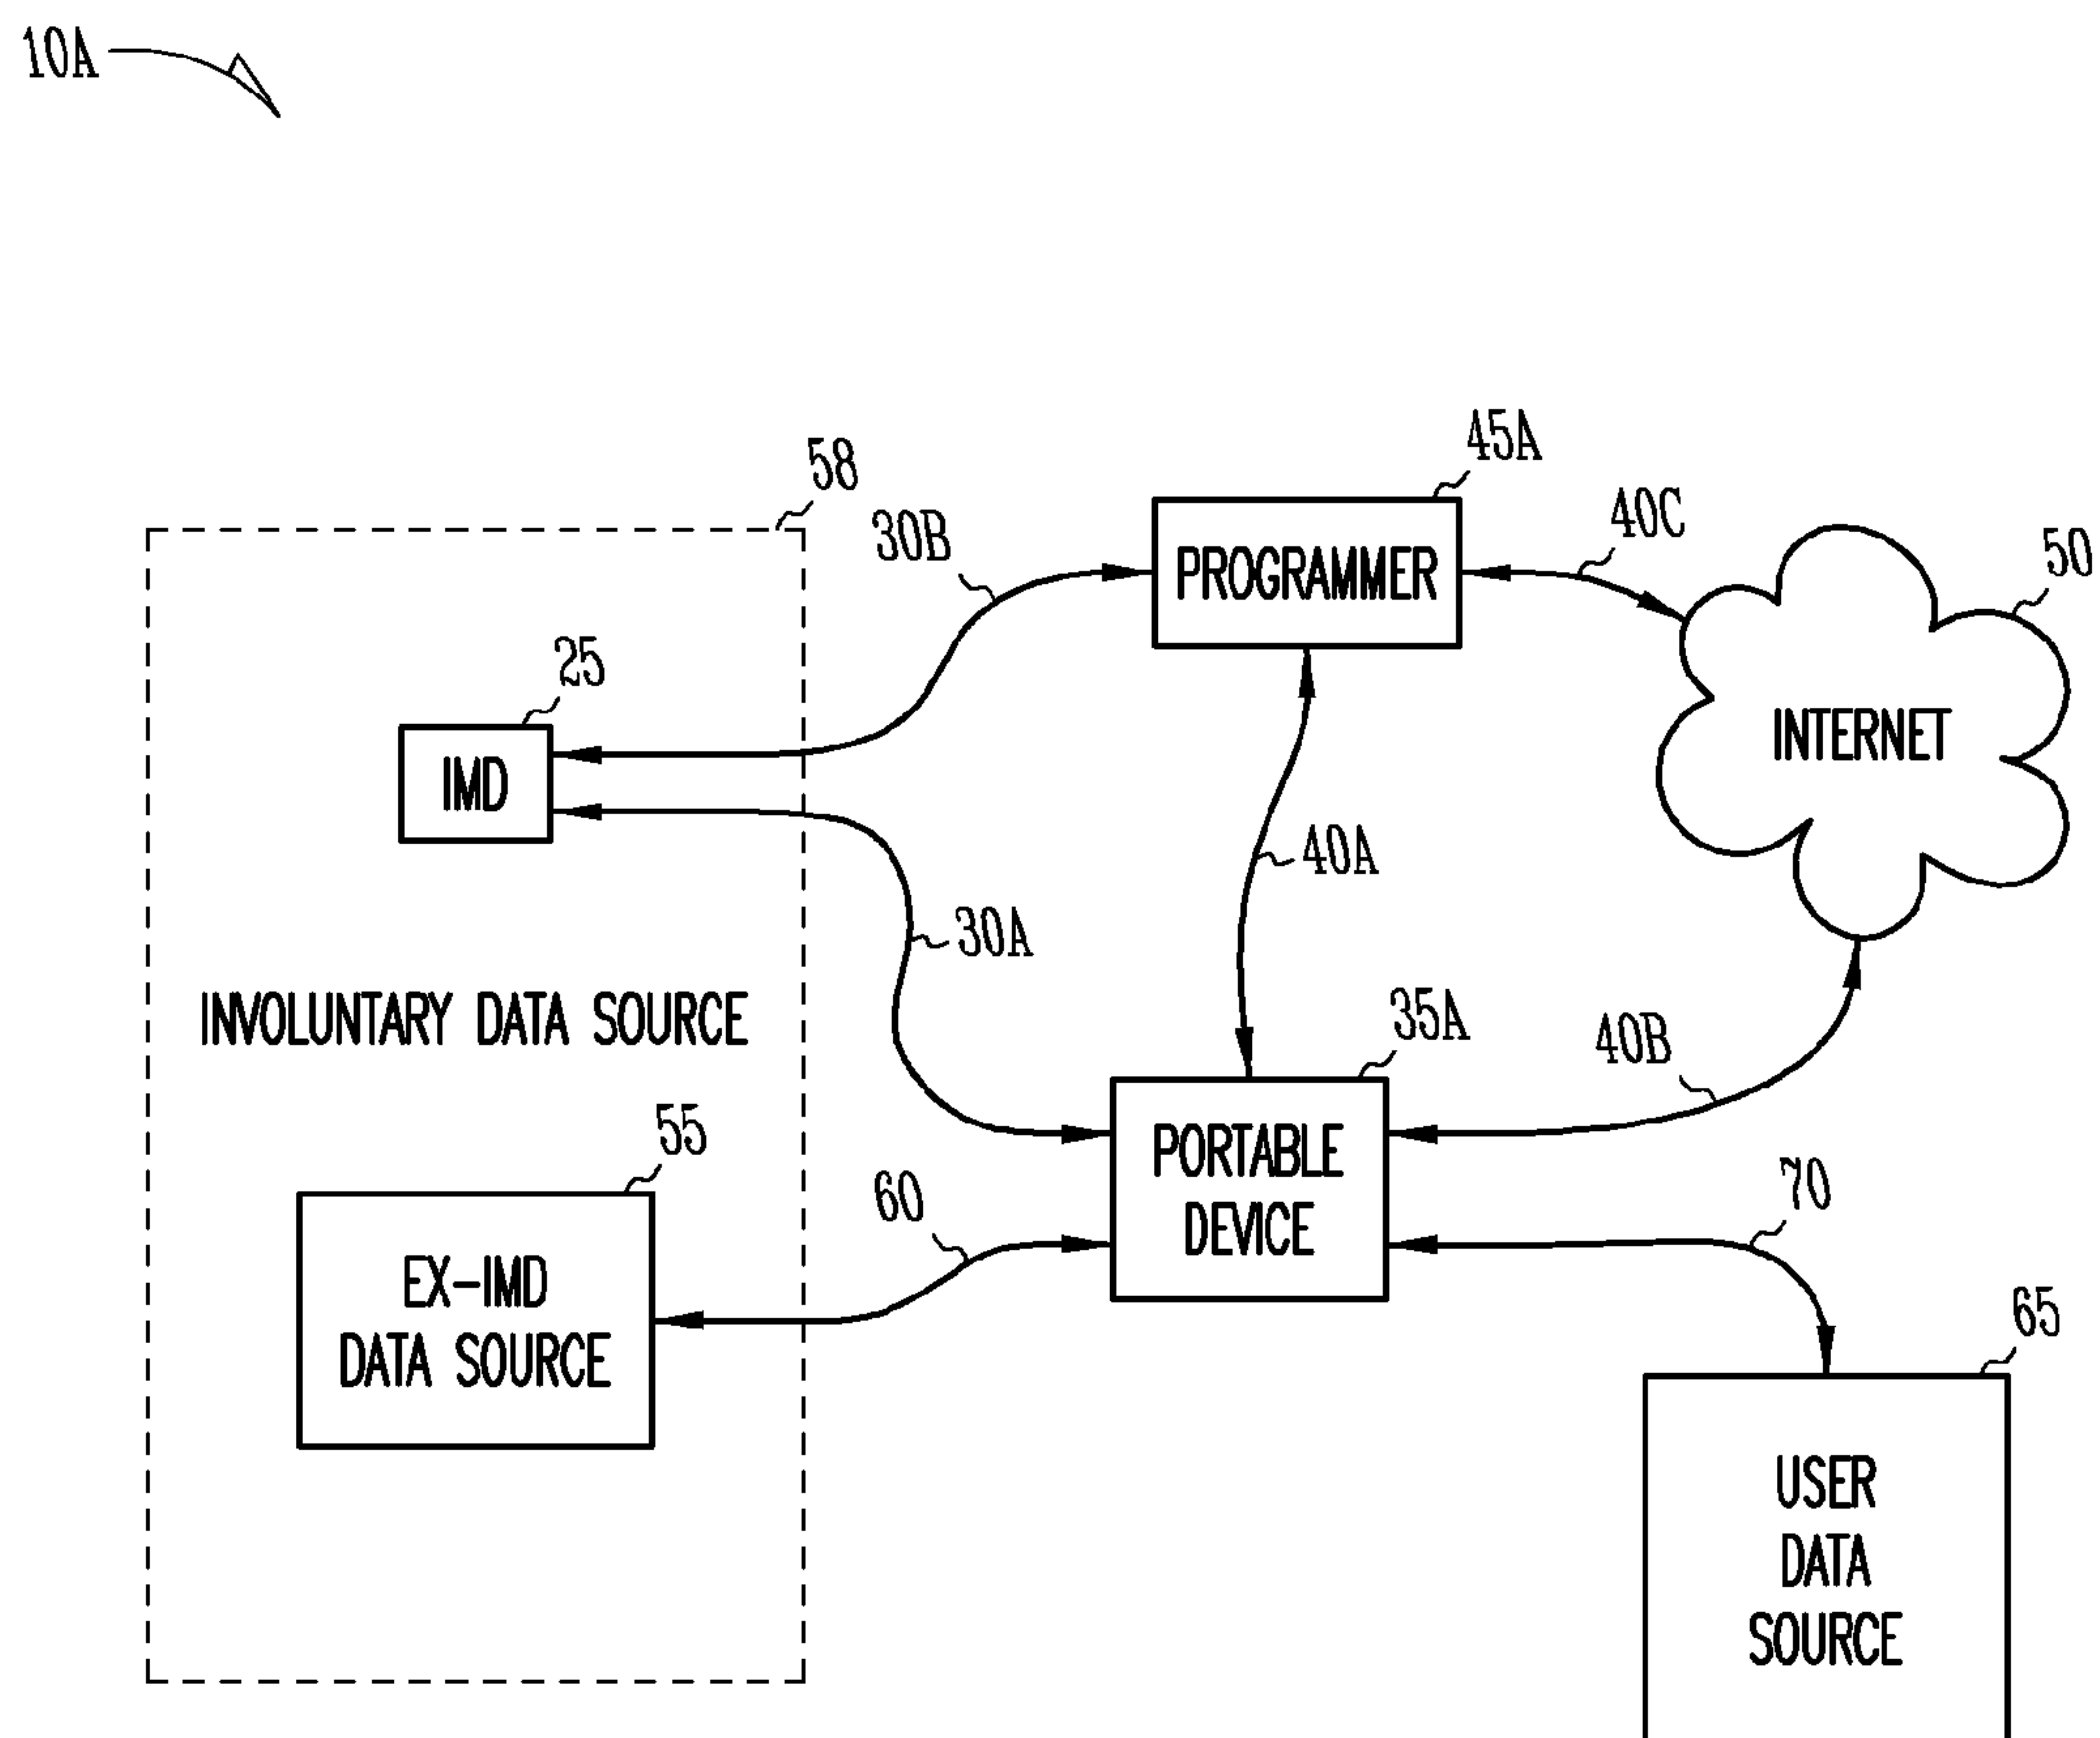 10A
45A
58
40C
30B
50
PROGRAMMER
25
INTERNET
IMD
40A
30A
35A
INVOLUNTARY DATA SOURCE
40B
55
PORTABLE
DEVICE
60
70
EX-IMD
DATA SOURCE
65
USER
DATA
SOURCE